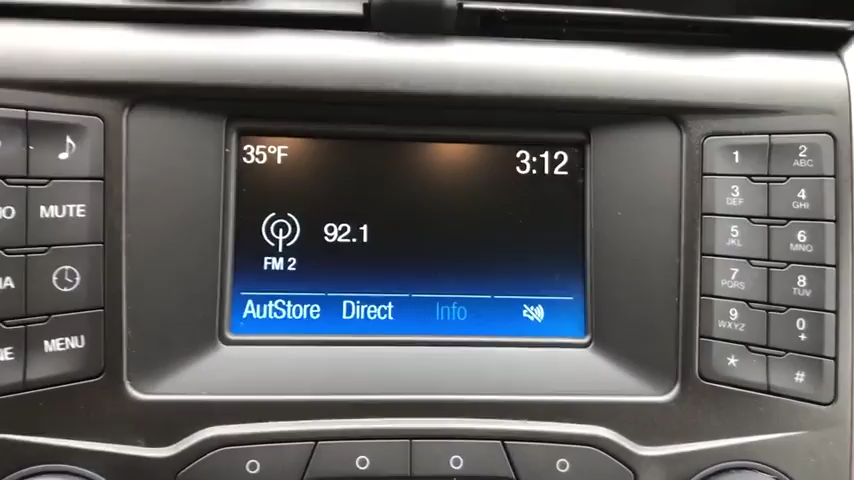 35°F
3:12
92.1
FM 2
AutStore Direct Info
MUTE
MENU
1
2
ABC
3
DEF
4
GHI
5
JKL
6
MNO
7
PQRS
8
TUV
9
WXYZ
0
+
*
#